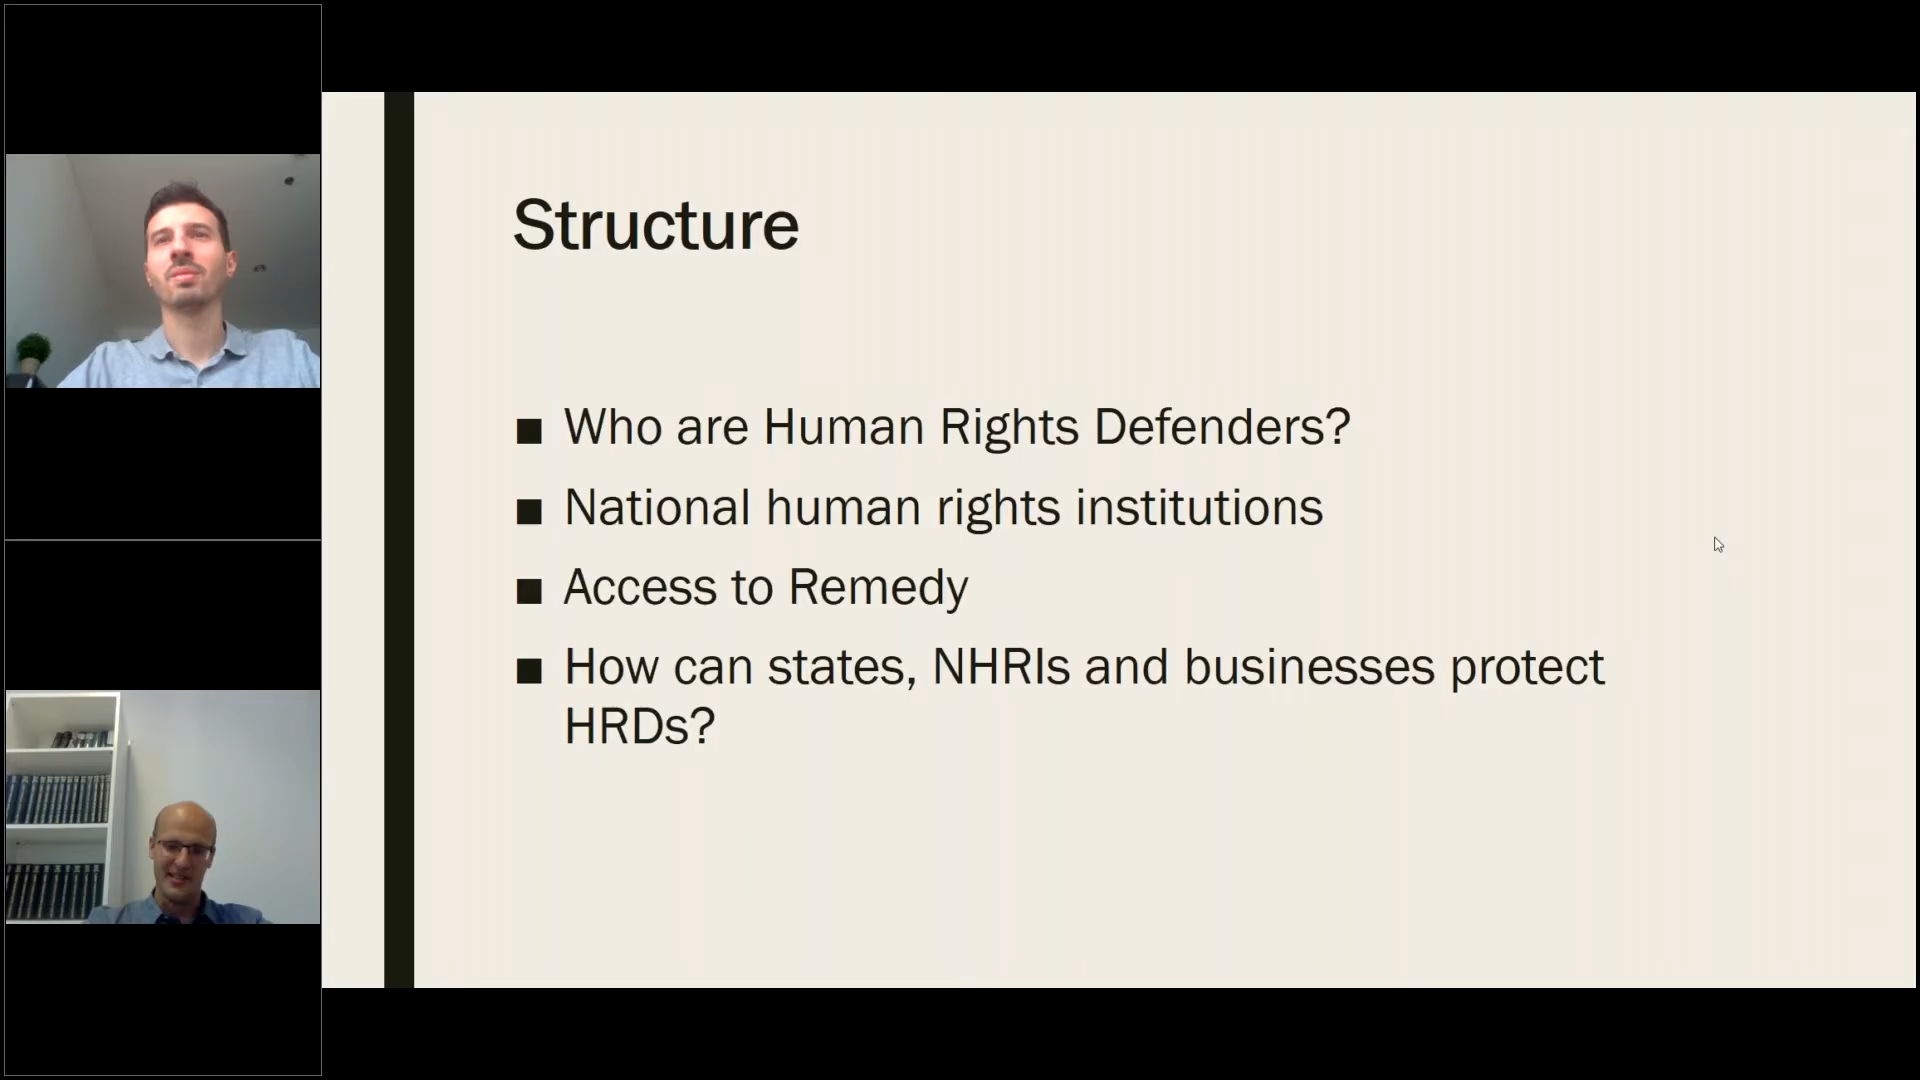 Structure
■ Who are Human Rights Defenders?
■ National human rights institutions
■ Access to Remedy
■ How can states, NHRIs and businesses protect
HRDs?